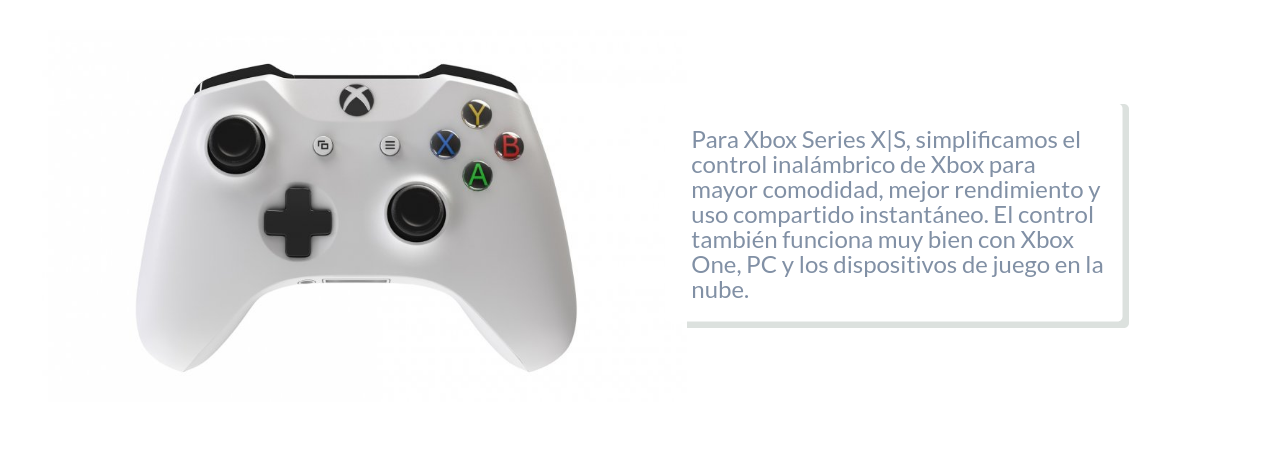 Y
X
B
A
Para Xbox Series X|S, simplificamos el
control inalámbrico de Xbox para
mayor comodidad, mejor rendimiento y
uso compartido instantáneo. El control
también funciona muy bien con Xbox
One, PC y los dispositivos de juego en la
nube.